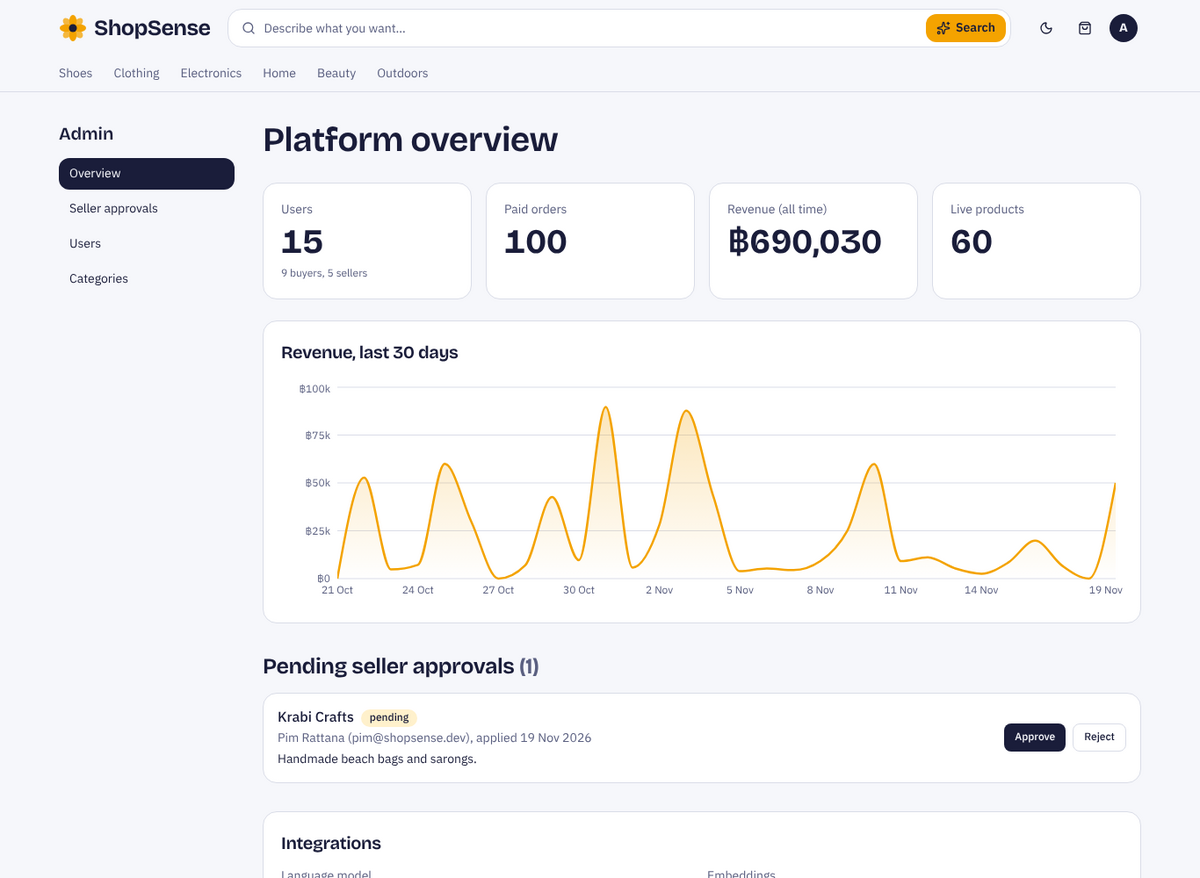 ShopSense
Describe what you want...
Search
A
Shoes Clothing Electronics Home Beauty Outdoors
Admin
Overview
Seller approvals
Users
Categories
Platform overview
Users
15
9 buyers, 5 sellers
Paid orders
100
Revenue (all time)
฿690,030
Live products
60
Revenue, last 30 days
฿100k
฿75k
฿50k
฿25k
฿0
21 Oct 24 Oct 27 Oct 30 Oct 2 Nov 5 Nov 8 Nov 11 Nov 14 Nov 19 Nov
Pending seller approvals (1)
Krabi Crafts pending
Pim Rattana (pim@shopsense.dev), applied 19 Nov 2026
Handmade beach bags and sarongs.
Approve Reject
Integrations
Language model Embeddings